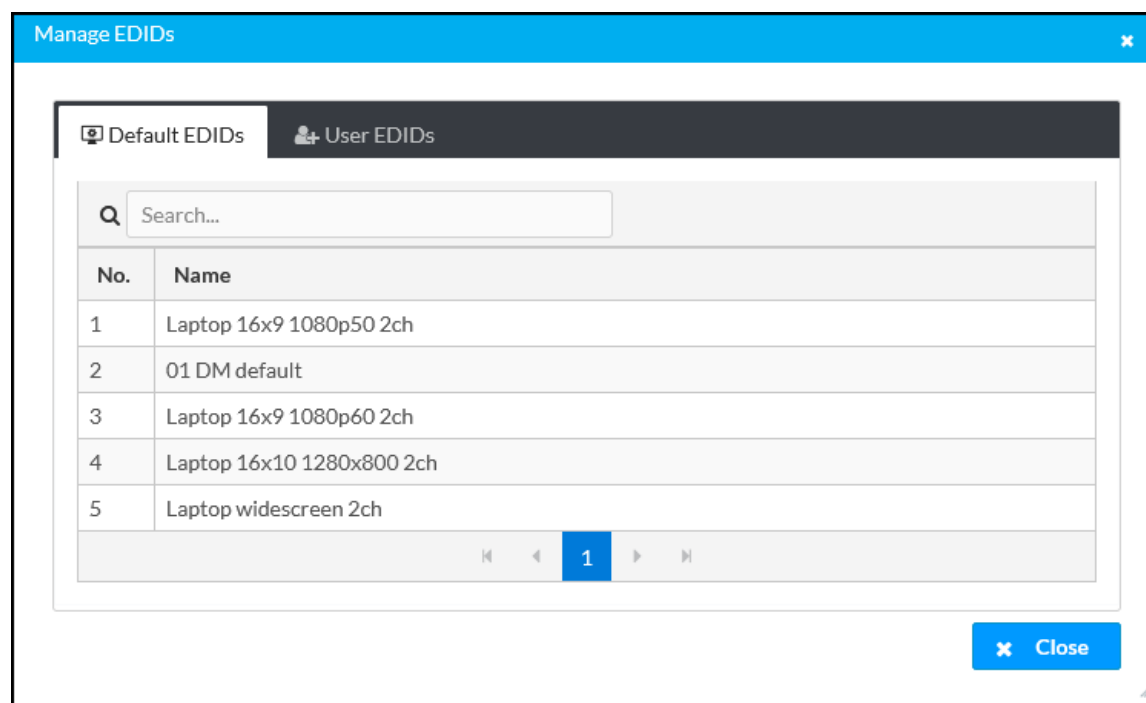 Manage EDIDs
Default EDIDs User EDIDs
Search...
No. Name
1 Laptop 16x9 1080p50 2ch
2 01 DM default
3 Laptop 16x9 1080p60 2ch
4 Laptop 16x10 1280x800 2ch
5 Laptop widescreen 2ch
1
Close